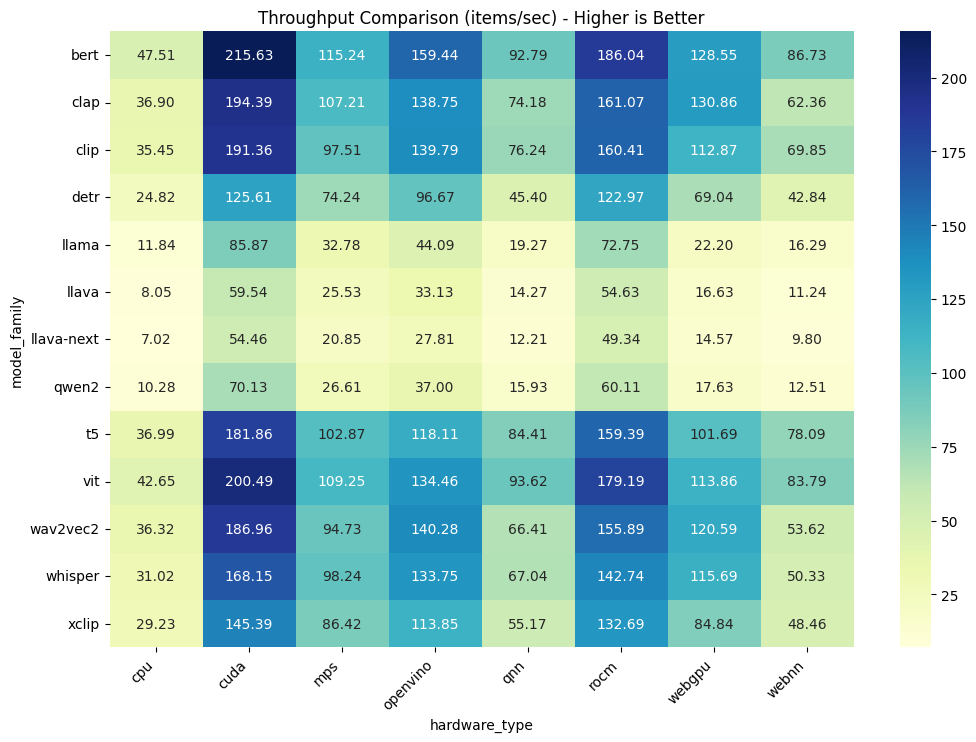 Throughput Comparison (items/sec) - Higher is Better
bert 47.51 215.63 115.24 159.44 92.79 186.04 128.55 86.73
clap 36.90 194.39 107.21 138.75 74.18 161.07 130.86 62.36
clip 35.45 191.36 97.51 139.79 76.24 160.41 112.87 69.85
detr 24.82 125.61 74.24 96.67 45.40 122.97 69.04 42.84
llama 11.84 85.87 32.78 44.09 19.27 72.75 22.20 16.29
llava 8.05 59.54 25.53 33.13 14.27 54.63 16.63 11.24
llava-next 7.02 54.46 20.85 27.81 12.21 49.34 14.57 9.80
qwen2 10.28 70.13 26.61 37.00 15.93 60.11 17.63 12.51
t5 36.99 181.86 102.87 118.11 84.41 159.39 101.69 78.09
vit 42.65 200.49 109.25 134.46 93.62 179.19 113.86 83.79
wav2vec2 36.32 186.96 94.73 140.28 66.41 155.89 120.59 53.62
whisper 31.02 168.15 98.24 133.75 67.04 142.74 115.69 50.33
xclip 29.23 145.39 86.42 113.85 55.17 132.69 84.84 48.46
cpu cuda mps openvino qnn rocm webgpu webnn
hardware_type
model_family
200
175
150
125
100
75
50
25